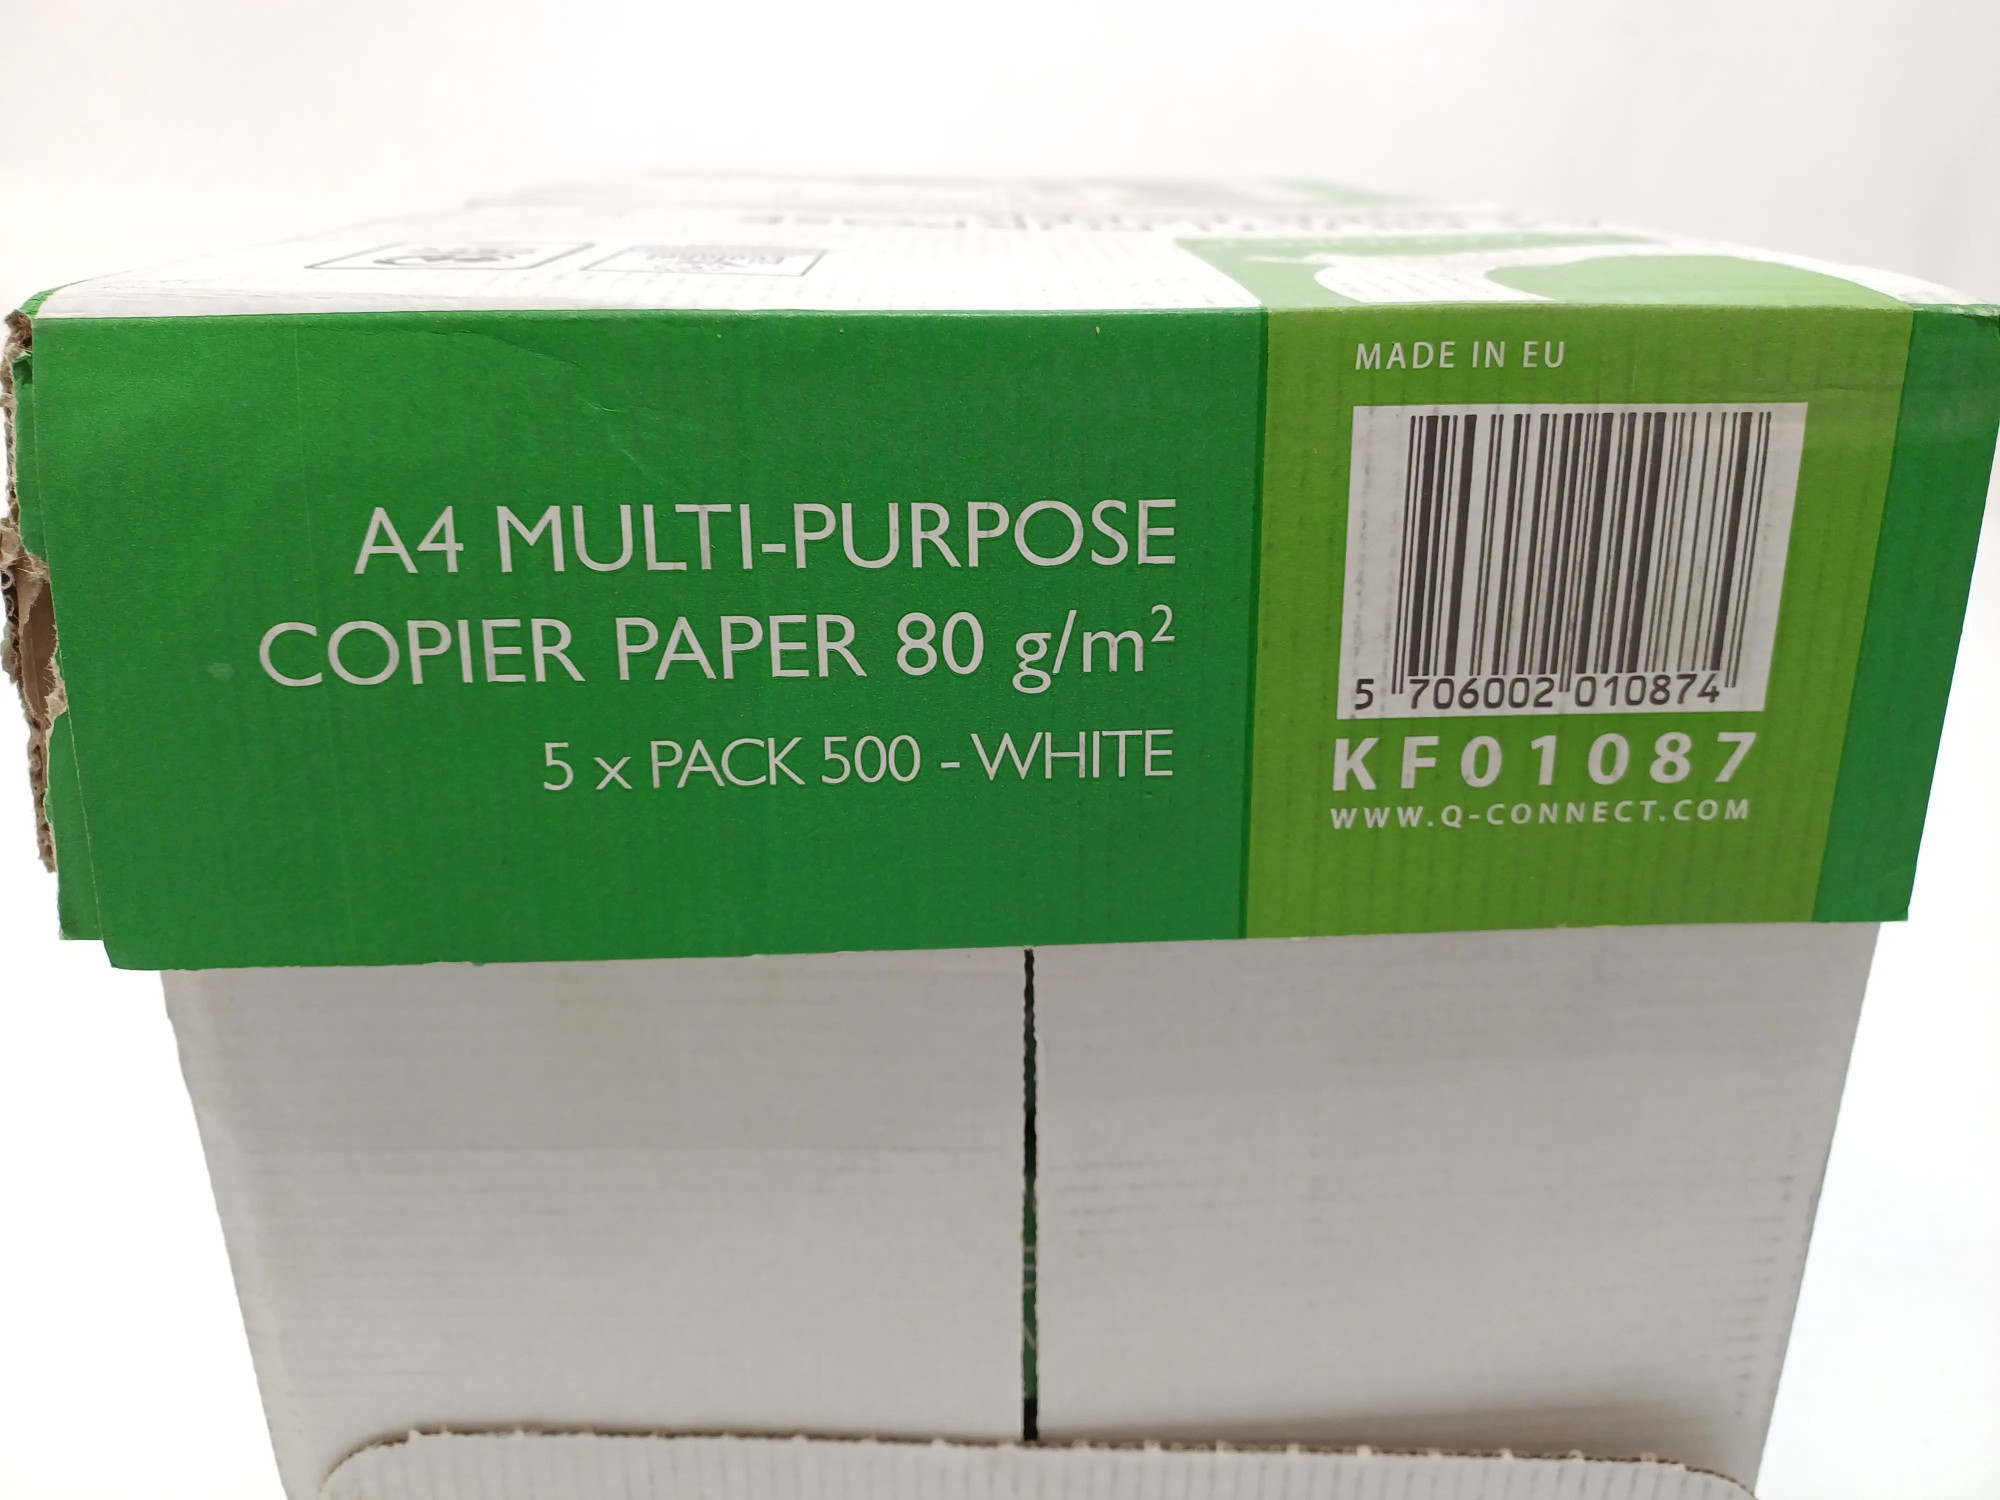 MADE IN EU
A4 MULTI-PURPOSE
COPIER PAPER 80 g/m²
5 x PACK 500 - WHITE
5 706002 010874
KF01087
WWW.Q-CONNECT.COM